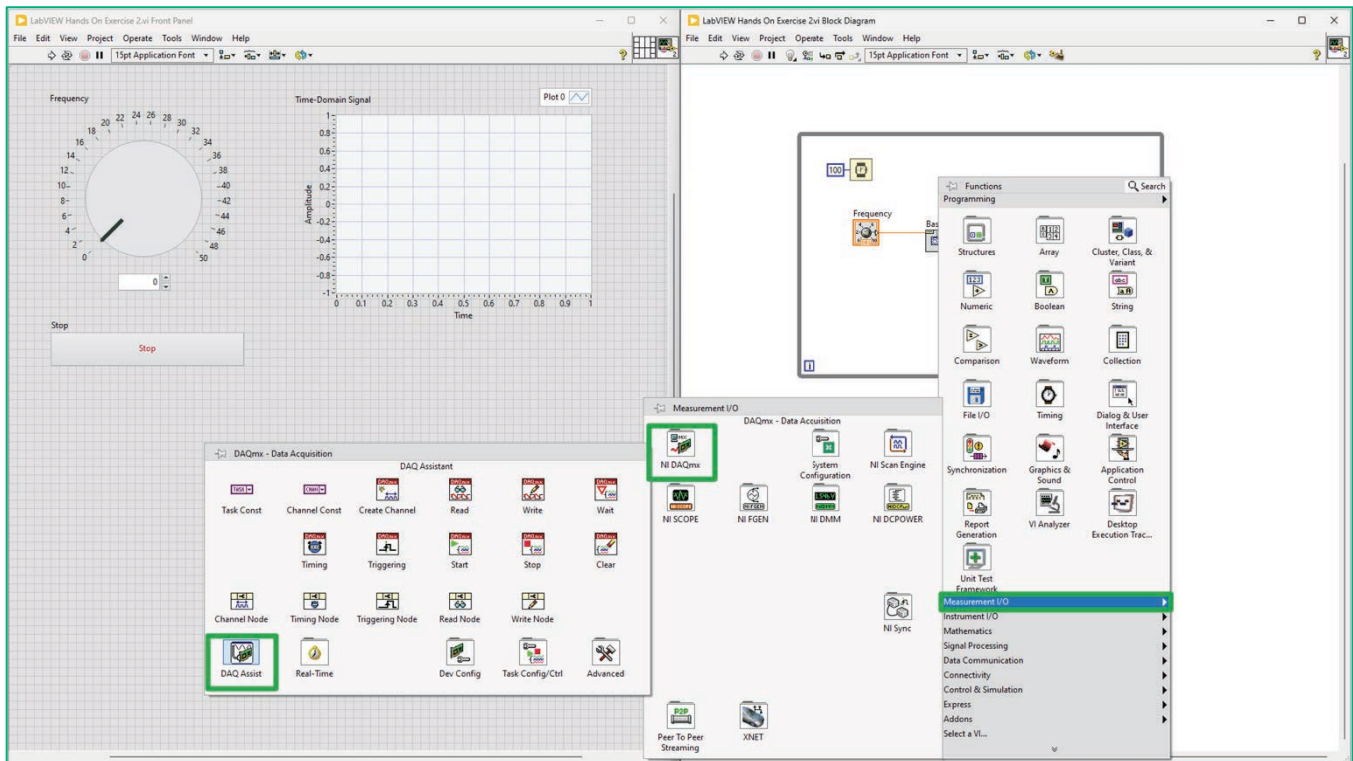 LabVIEW Hands On Exercise 2.vi Front Panel
File Edit View Project Operate Tools Window Help
15pt Application Font
2
Frequency
0
2
4
6
8
10
12
14
16
18
20
22
24
26
28
30
32
34
36
38
40
42
44
46
48
50
0
Time-Domain Signal
Plot 0
Amplitude
1
0.8
0.6
0.4
0.2
0
-0.2
-0.4
-0.6
-0.8
-1
0 0.1 0.2 0.3 0.4 0.5 0.6 0.7 0.8 0.9 1
Time
Stop
Stop
LabVIEW Hands On Exercise 2.vi Block Diagram
File Edit View Project Operate Tools Window Help
15pt Application Font
2
100
Frequency
Bas
i
Functions
Search
Programming
Structures Array Cluster, Class, &
Variant
Numeric Boolean String
Comparison Waveform Collection
File I/O Timing Dialog & User
Interface
Synchronization Graphics &
Sound Application
Control
Report
Generation VI Analyzer Desktop
Execution Trac...
Unit Test
Framework
Measurement I/O
Instrument I/O
Mathematics
Signal Processing
Data Communication
Connectivity
Control & Simulation
Express
Addons
Select a VI...
Measurement I/O
DAQmx - Data Accuisition
NI DAQmx System
Configuration NI Scan Engine
NI SCOPE NI FGEN NI DMM NI DCPOWER
NI Sync
Peer To Peer
Streaming XNET
DAQmx - Data Acquisition
DAQ Assistant
Task Const Channel Const Create Channel Read Write Wait
Timing Triggering Start Stop Clear
Channel Node Timing Node Triggering Node Read Node Write Node
DAQ Assist Real-Time Dev Config Task Config/Ctrl Advanced